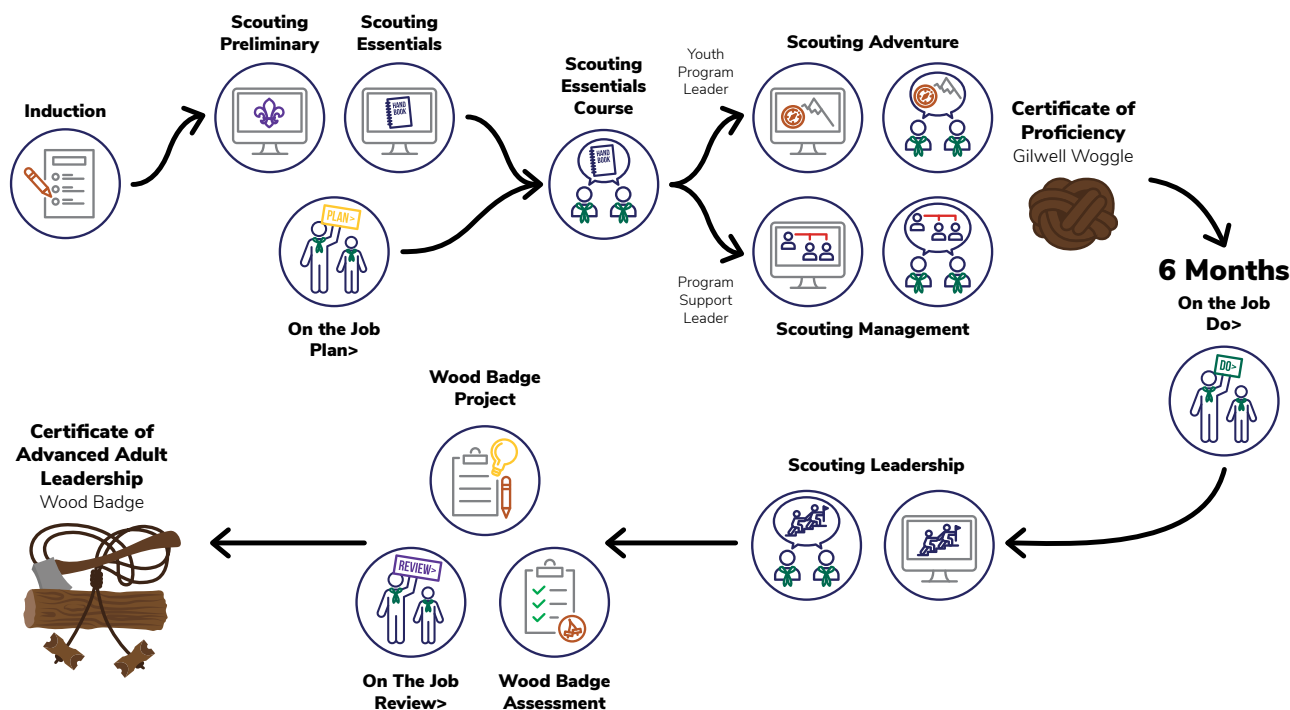 Induction
Scouting
Preliminary
Scouting
Essentials
HAND
BOOK
On the Job
Plan>
PLAN>
Scouting
Essentials
Course
HAND
BOOK
Youth
Program
Leader
Scouting Adventure
Program
Support
Leader
Scouting Management
Certificate of
Proficiency
Gilwell Woggle
6 Months
On the Job
Do>
DO>
Scouting Leadership
Wood Badge
Project
REVIEW>
On The Job
Review>
Wood Badge
Assessment
Certificate of
Advanced Adult
Leadership
Wood Badge